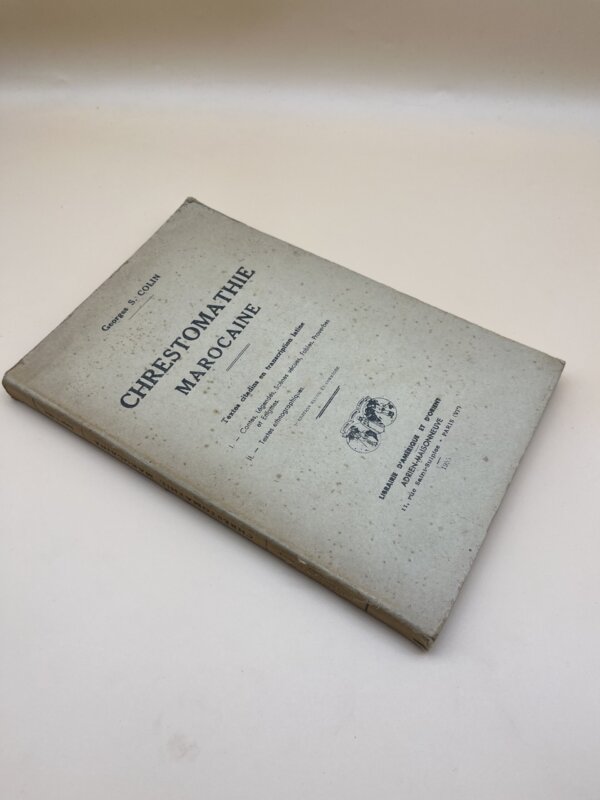 Georges S. COLIN
CHRESTOMATHIE
MAROCAINE
Textes citadins en transcription latine
I. – Contes, Légendes, Scènes vécues, Fables, Proverbes
et Énigmes.
II. – Textes ethnographiques.
LIBRAIRIE D'AMÉRIQUE ET D'ORIENT
ADRIEN-MAISONNEUVE
11, rue Saint-Sulpice - PARIS (VIe)